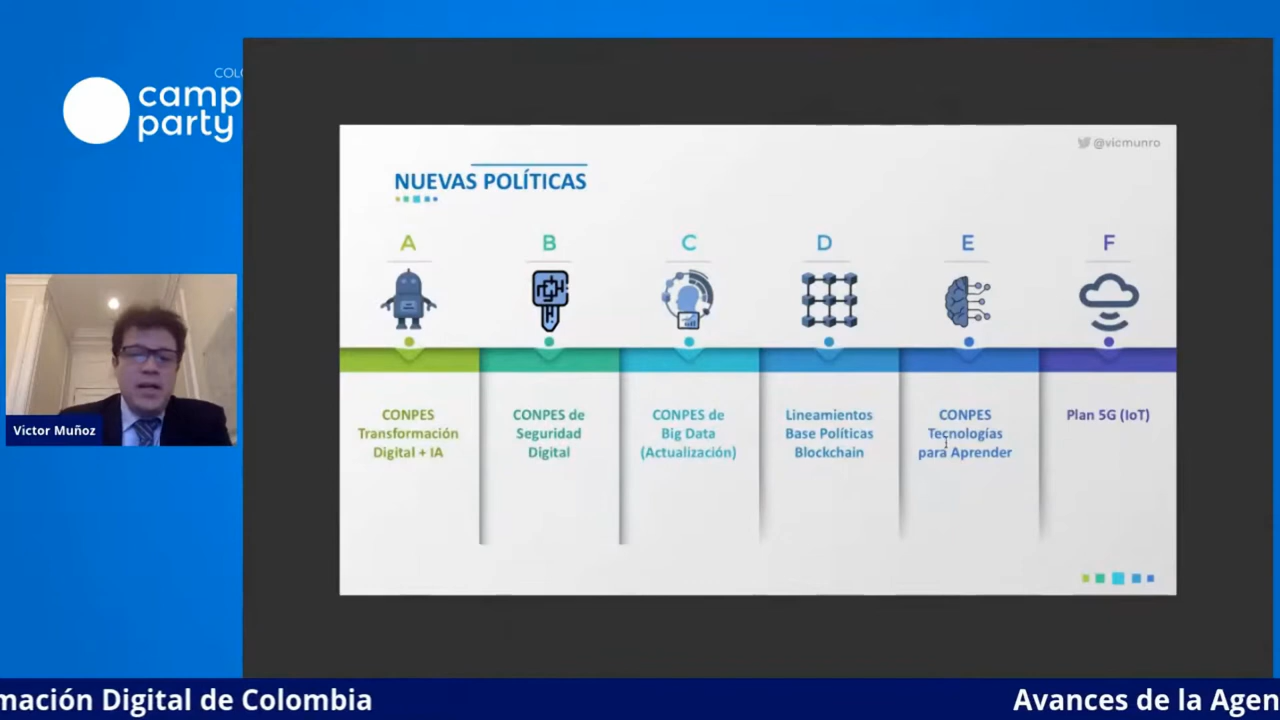 COLO
camp
party
@vicmunro
NUEVAS POLÍTICAS
A
B
C
D
E
F
CONPES
Transformación
Digital + IA
CONPES de
Seguridad
Digital
CONPES de
Big Data
(Actualización)
Lineamientos
Base Políticas
Blockchain
CONPES
Tecnologías
para Aprender
Plan 5G (IoT)
Victor Muñoz
mación Digital de Colombia
Avances de la Agen